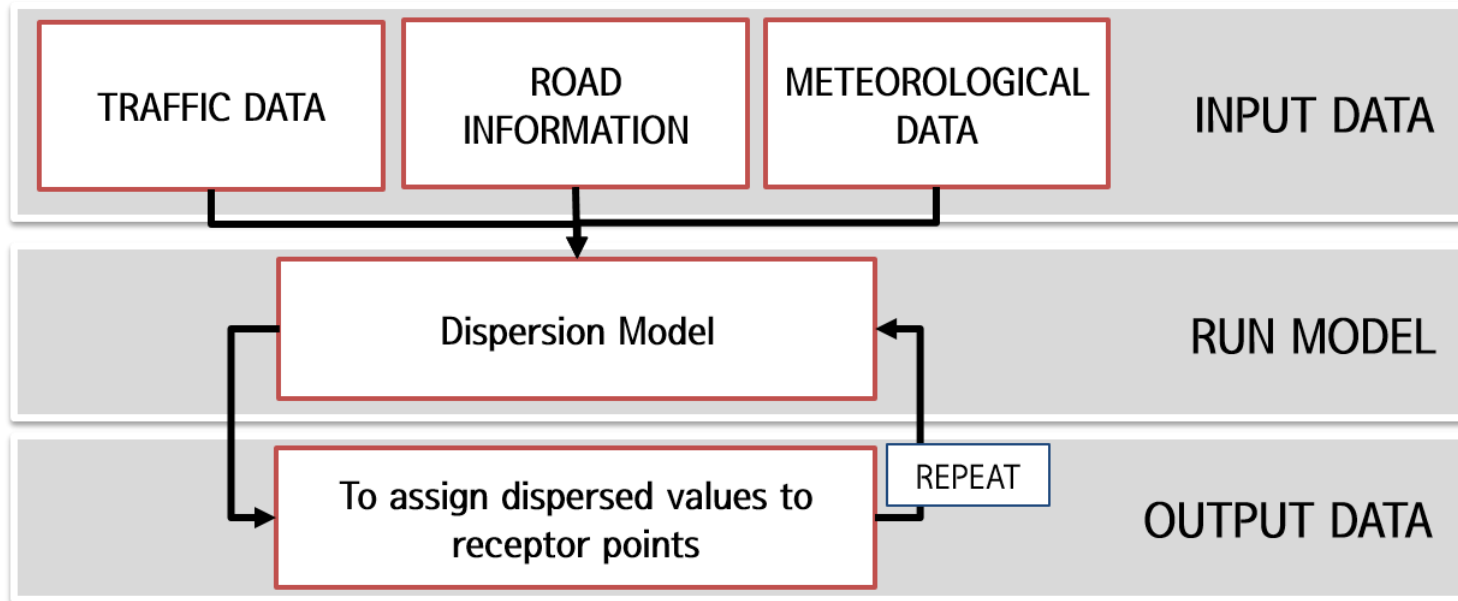 TRAFFIC DATA
ROAD
INFORMATION
METEOROLOGICAL
DATA
INPUT DATA
Dispersion Model
RUN MODEL
To assign dispersed values to
receptor points
REPEAT
OUTPUT DATA